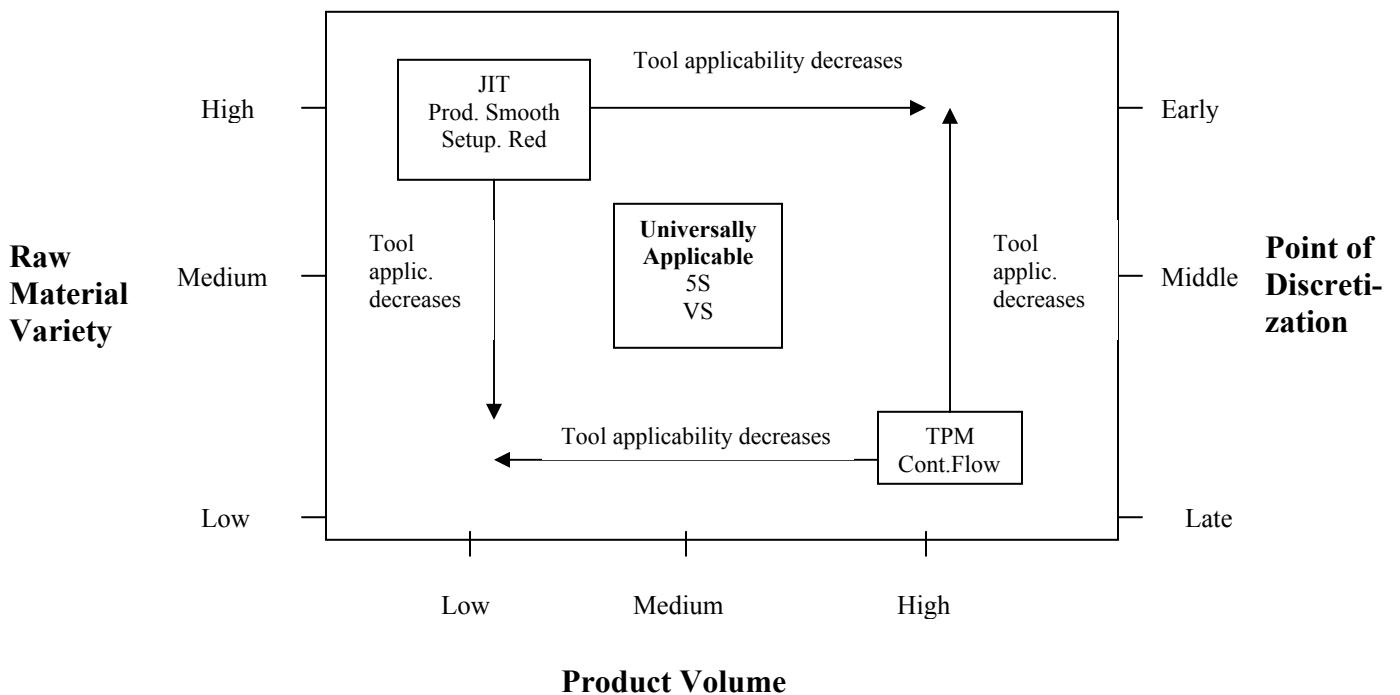 Tool applicability decreases
JIT
Prod. Smooth
Setup. Red
High
Early
Universally
Applicable
5S
VS
Tool
applic.
decreases
Tool
applic.
decreases
Raw
Material
Variety
Medium
Middle
Point of
Discreti-
zation
Tool applicability decreases
TPM
Cont.Flow
Low
Late
Low
Medium
High
Product Volume